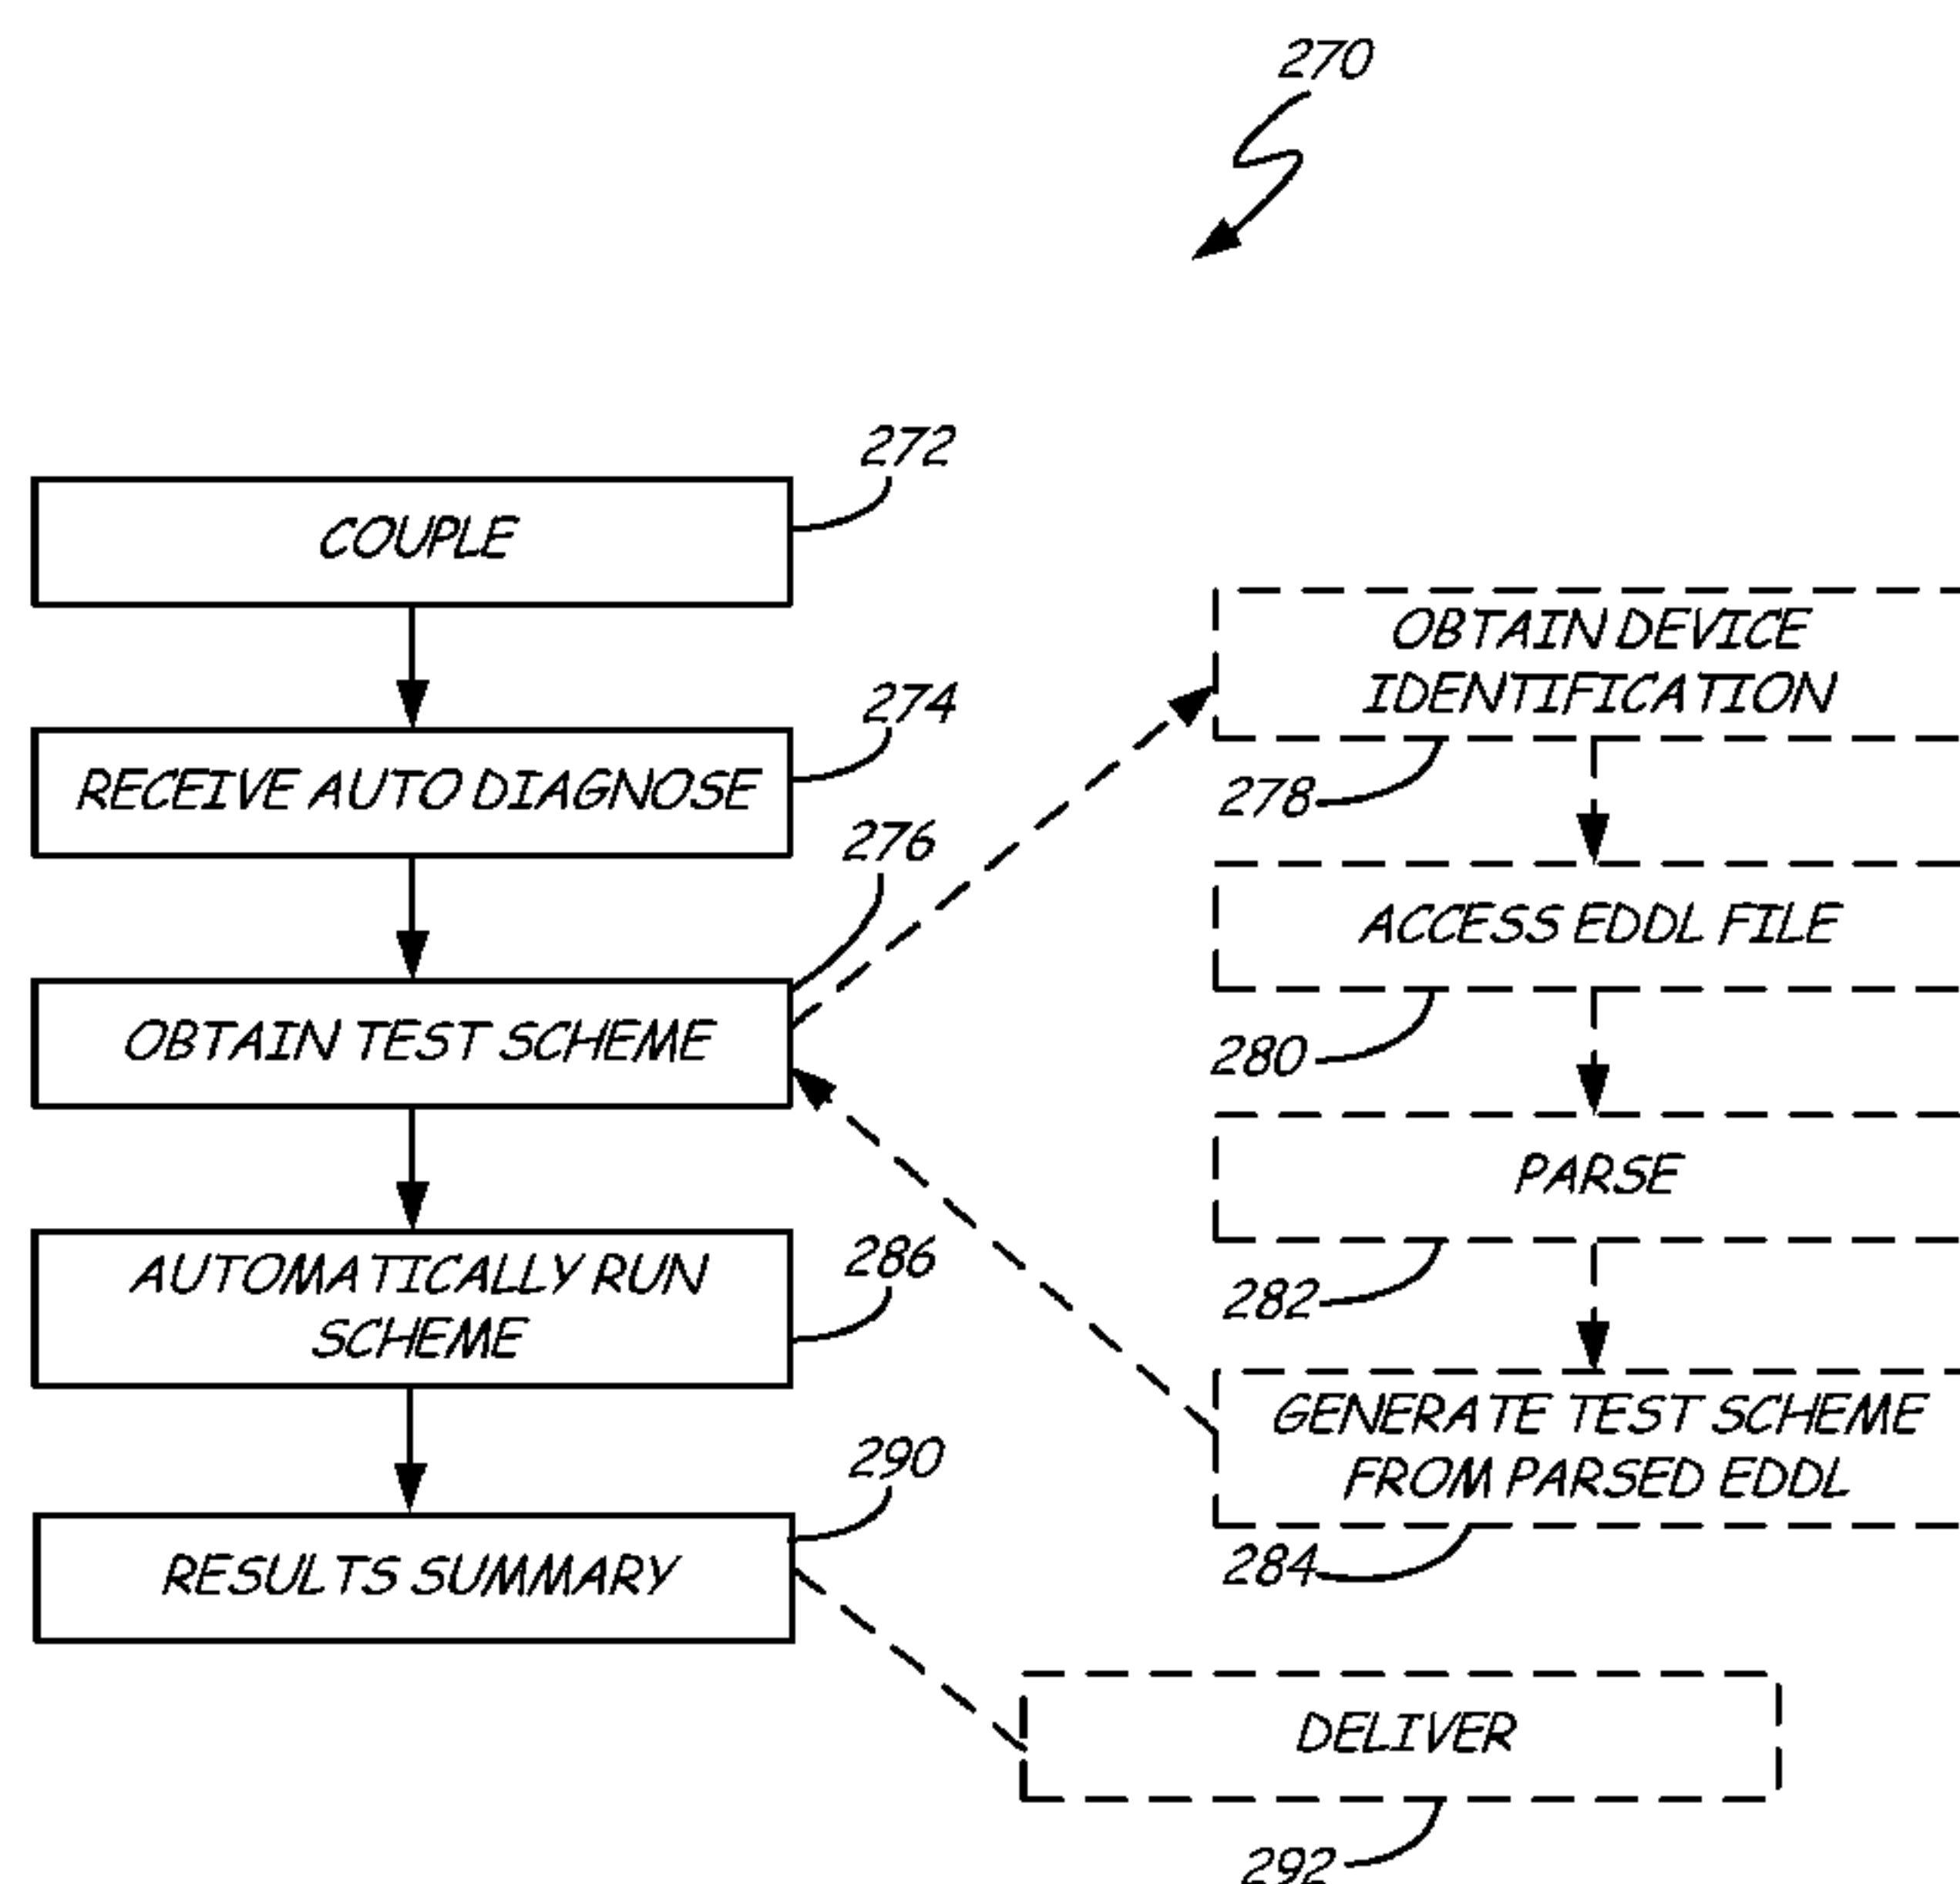 270
272
COUPLE
274
RECEIVE AUTO DIAGNOSE
276
OBTAIN TEST SCHEME
286
AUTOMATICALLY RUN
SCHEME
290
RESULTS SUMMARY
OBTAIN DEVICE
IDENTIFICATION
278
ACCESS EDDL FILE
280
PARSE
282
GENERATE TEST SCHEME
FROM PARSED EDDL
284
DELIVER
292